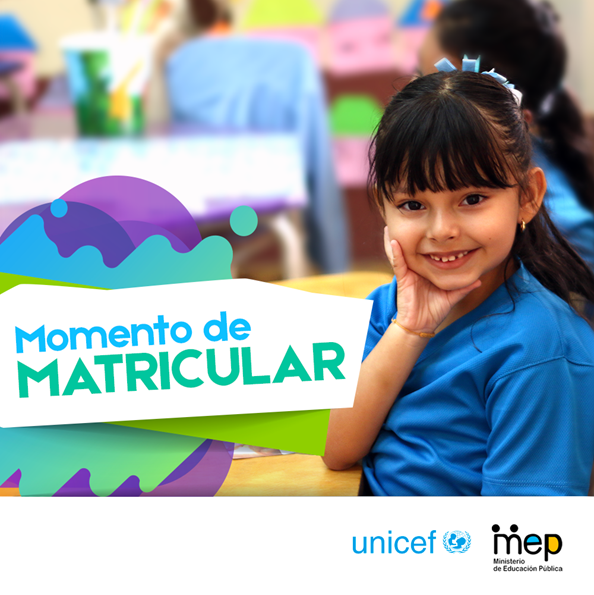 Momento de
MATRICULAR
unicef
mep
Ministerio
de Educación Pública